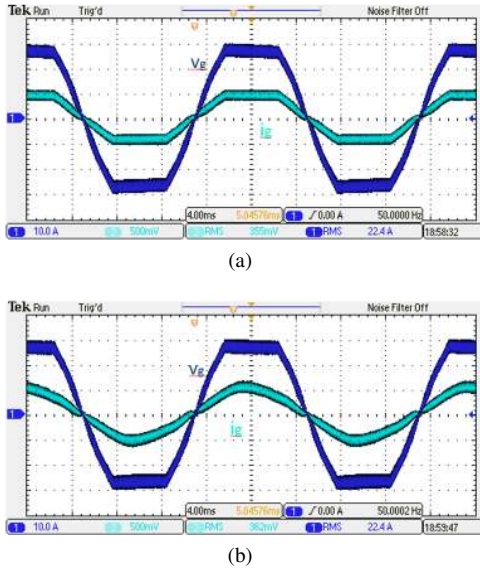 Tek Run Trig'd Noise Filter Off
Vg
ig
4.00ms 5.04576ms 1 ∫ 0.00 A 50.0000 Hz
1 10.0 A 500mV RMS 355mV 1 RMS 22.4 A 18:58:32
(a)
Tek Run Trig'd Noise Filter Off
Vg
ig
4.00ms 5.04576ms 1 ∫ 0.00 A 50.0002 Hz
1 10.0 A 500mV RMS 362mV 1 RMS 22.4 A 18:59:47
(b)